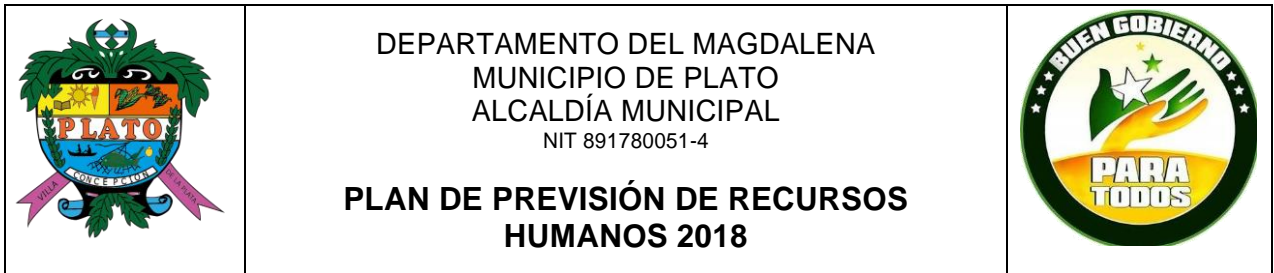 PLATO
VILLA CONCEPCION DE LA PLATA
DEPARTAMENTO DEL MAGDALENA
MUNICIPIO DE PLATO
ALCALDÍA MUNICIPAL
NIT 891780051-4
PLAN DE PREVISIÓN DE RECURSOS
HUMANOS 2018
BUEN GOBIERNO
PARA
TODOS